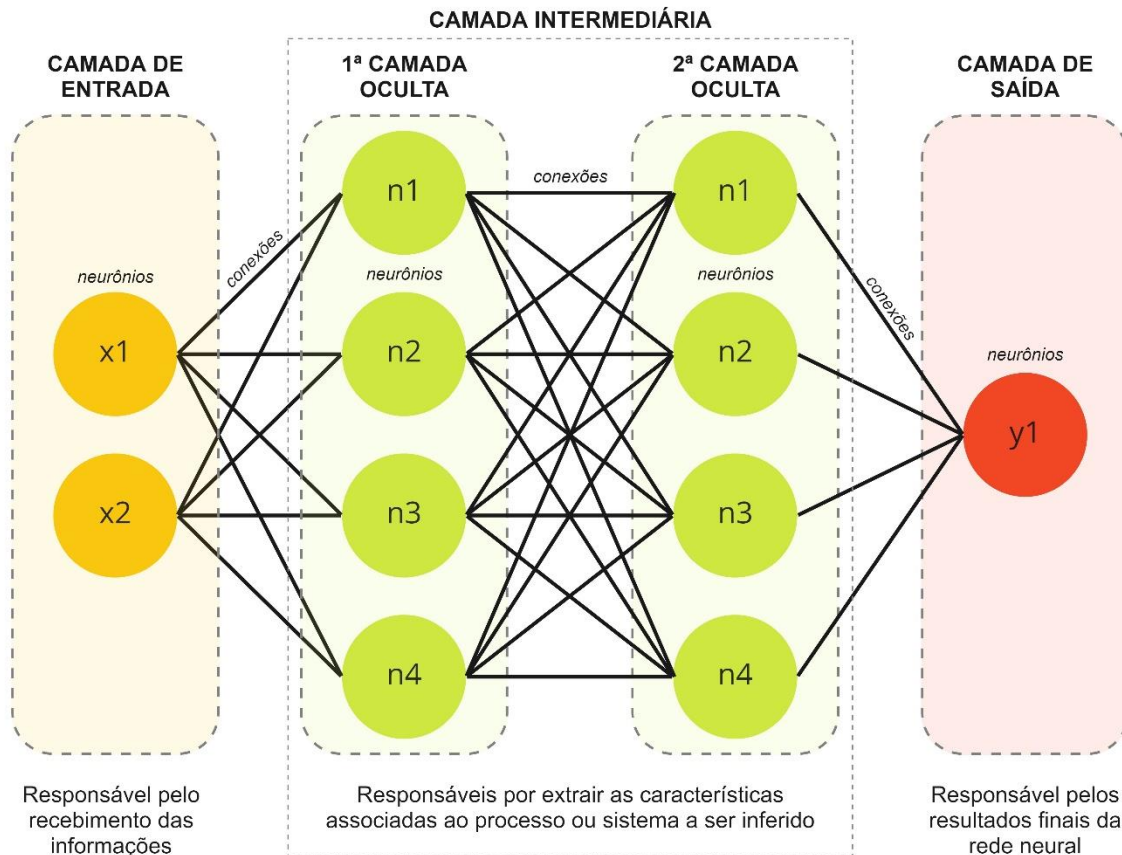 CAMADA INTERMEDIÁRIA
CAMADA DE
ENTRADA
1ª CAMADA
OCULTA
2ª CAMADA
OCULTA
CAMADA DE
SAÍDA
neurônios
x1
x2
conexões
n1
neurônios
n2
n3
n4
conexões
n1
neurônios
n2
n3
n4
conexões
neurônios
y1
Responsável pelo
recebimento das
informações
Responsáveis por extrair as características
associadas ao processo ou sistema a ser inferido
Responsável pelos
resultados finais da
rede neural